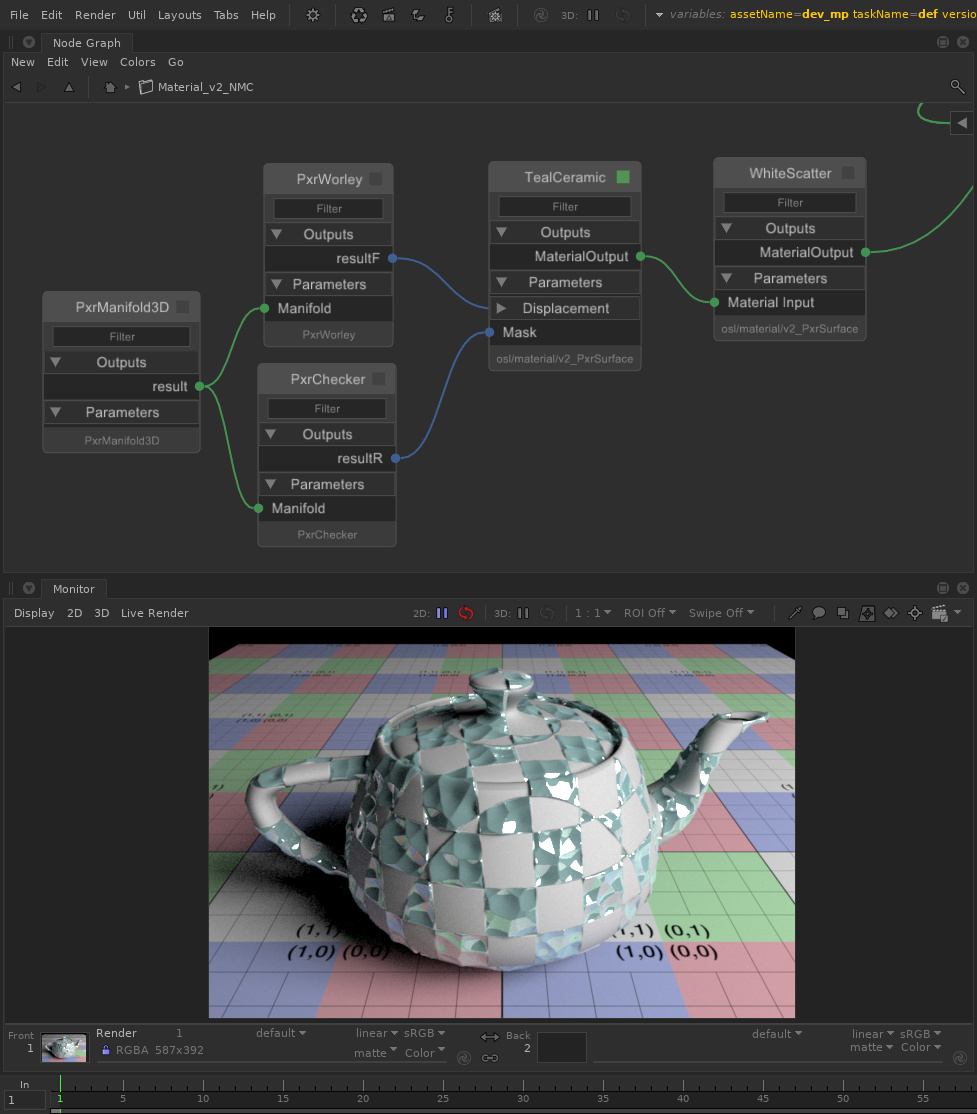 File Edit Render Util Layouts Tabs Help 3D: variables: assetName=dev_mp taskName=def versio
Node Graph
New Edit View Colors Go
Material_v2_NMC
PxrWorley
Filter
Outputs
resultF
Parameters
Manifold
PxrWorley
TealCeramic
Filter
Outputs
MaterialOutput
Parameters
Displacement
Mask
osl/material/v2_PxrSurface
WhiteScatter
Filter
Outputs
MaterialOutput
Parameters
Material Input
osl/material/v2_PxrSurface
PxrManifold3D
Filter
Outputs
result
Parameters
PxrManifold3D
PxrChecker
Filter
Outputs
resultR
Parameters
Manifold
PxrChecker
Monitor
Display 2D 3D Live Render 2D: 3D: 1 : 1 ROI Off Swipe Off
(1,1) (0,1)
(1,0) (0,0)
(1,1) (1,1) (0,1)
(1,0) (0,0) (1,0) (0,0)
Front Render 1 default linear sRGB Back default linear sRGB
1 RGBA 587x392 matte Color 2 matte Color
In
1 1 5 10 15 20 25 30 35 40 45 50 55